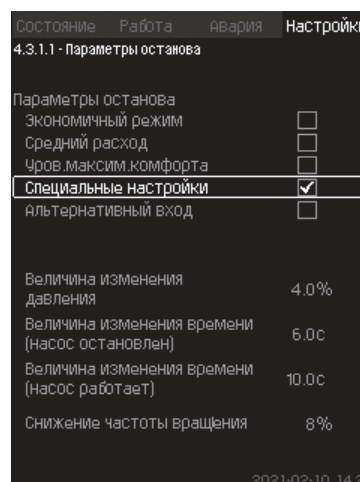 Состояние Работа Авария Настройки
4.3.1.1 - Параметры останова
Параметры останова
Экономичный режим
Средний расход
Уров.максим.комфорта
Специальные настройки
Альтернативный вход
Величина изменения
давления 4.0%
Величина изменения времени
(насос остановлен) 6.0с
Величина изменения времени
(насос работает) 10.0с
Снижение частоты вращения 8%
2021-02-10